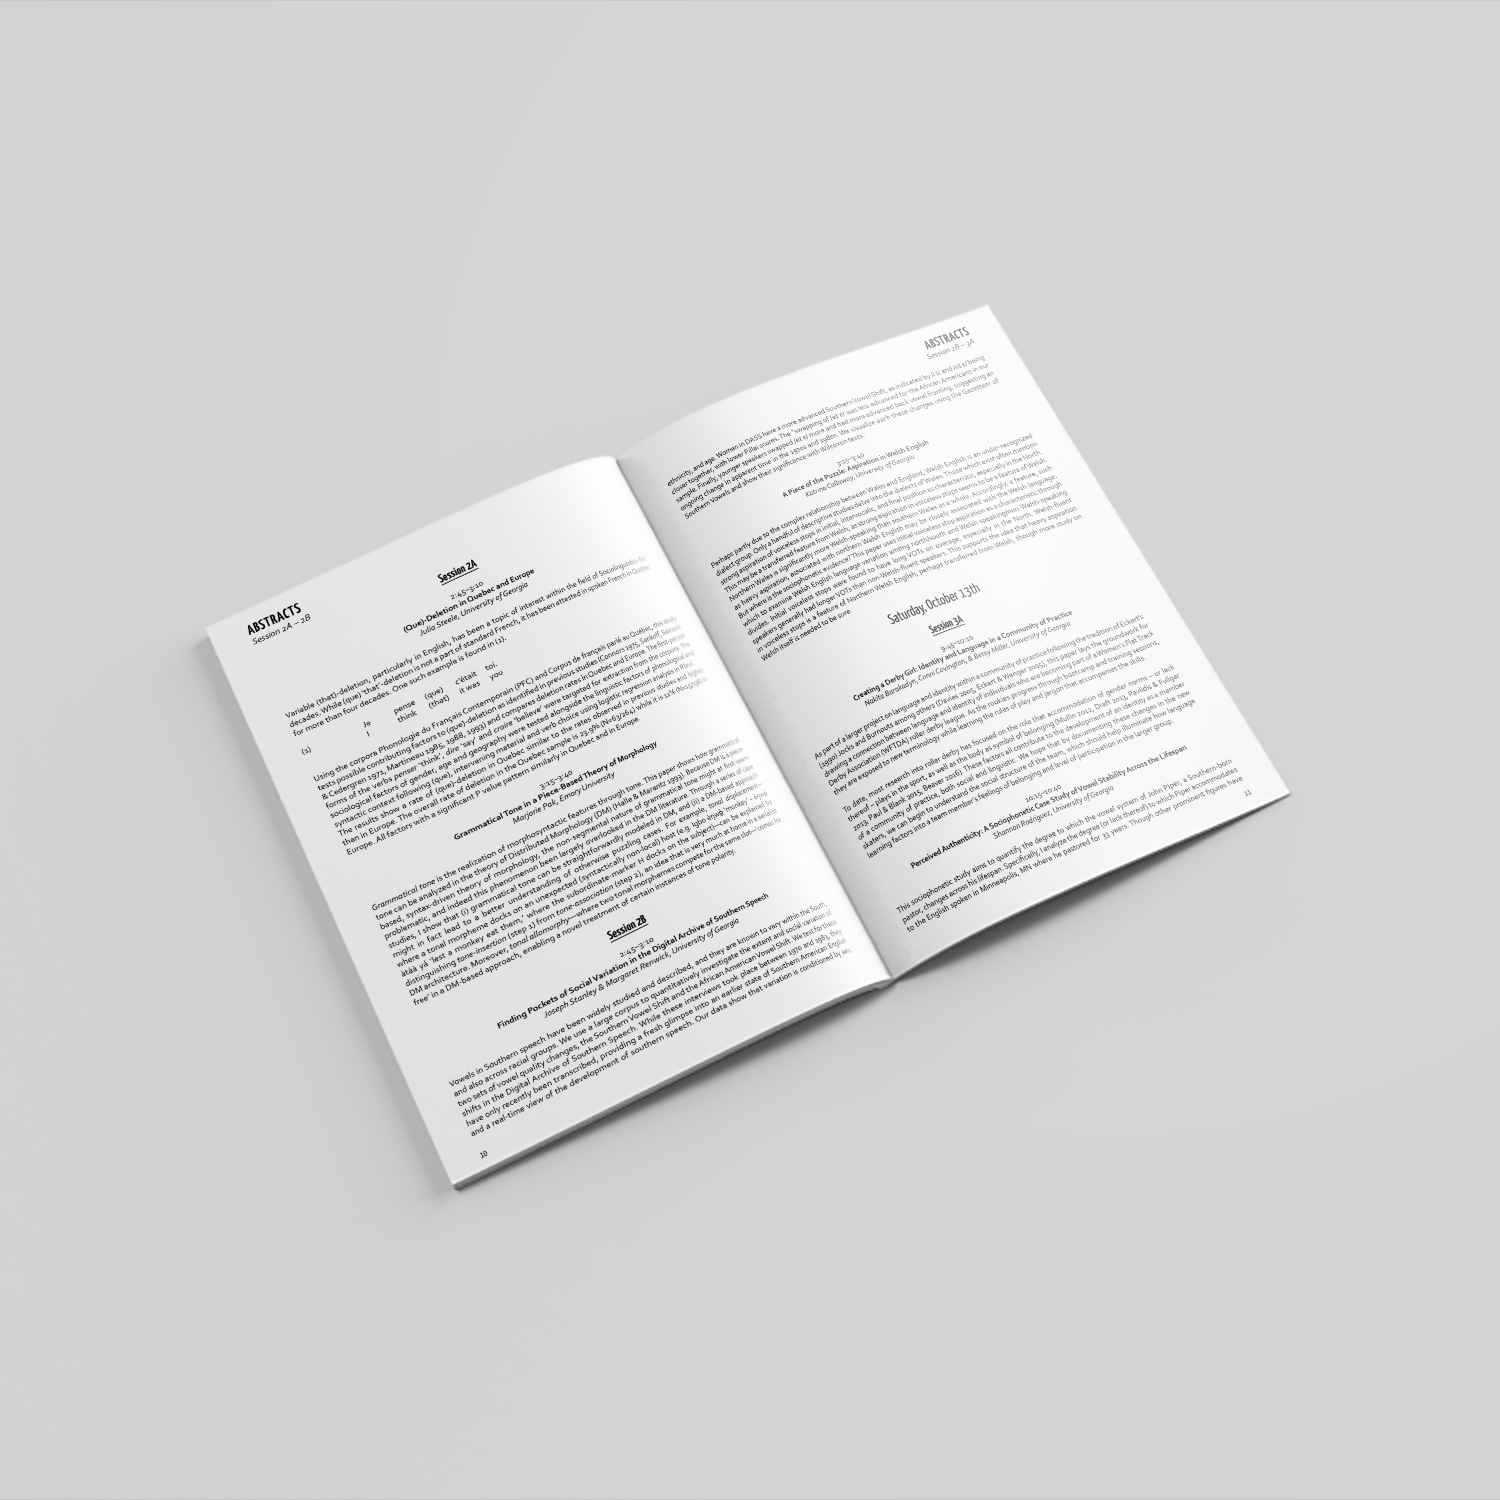 ABSTRACTS
Session 2A – 2B
Session 2A
2:45–3:10
(Que)-Deletion in Quebec and Europe
Julia Steele, University of Georgia
Variable (that)-deletion, particularly in English, has been a topic of interest within the field of Sociolinguistics for
decades. While (que) 'that'-deletion is not a part of standard French, it has been attested in spoken French in Quebec
for more than four decades. One such example is found in (1).
(1) Je pense (que) c'était toi.
I think (that) it was you
Using the corpora Phonologie du Français Contemporain (PFC) and Corpus de français parlé au Québec, this study
tests possible contributing factors to (que)-deletion as identified in previous studies (Connors 1975, Sankoff, Sarrasin
& Cedergren 1971, Martineau 1985, 1988, 1993) and compares deletion rates in Quebec and Europe. The first-person
forms of the verbs penser 'think', dire 'say' and croire 'believe' were targeted for extraction from the corpora. The
sociological factors of gender, age and geography were tested alongside the linguistic factors of phonological and
syntactic context following (que), intervening material and verb choice using logistic regression analysis in Rbrul.
The results show a rate of (que)-deletion in Quebec similar to the rates observed in previous studies and higher
than in Europe. The overall rate of deletion in the Quebec sample is 23.9% (N=63/264) while it is 11% in
Europe. All factors with a significant P value pattern similarly in Quebec and in Europe.
3:15–3:40
Grammatical Tone in a Piece-Based Theory of Morphology
Marjorie Pak, Emory University
Grammatical tone is the realization of morphosyntactic features through tone. This paper shows how grammatical
tone can be analyzed in the theory of Distributed Morphology (DM) (Halle & Marantz 1993). Because DM is a piece-
based, syntax-driven theory of morphology, the non-segmental nature of grammatical tone might at first seem
problematic, and indeed this phenomenon been largely overlooked in the DM literature. Through a series of case
studies, I show that (i) grammatical tone can be straightforwardly modeled in DM, and (ii) a DM-based approach
might in fact lead to a better understanding of otherwise puzzling cases. For example, tonal displacement–
where a tonal morpheme docks on an unexpected (syntactically non-local) host (e.g. Igbo 'monkey' –
'lest a monkey eat them,' where the subordinate-marker H docks on the subject)—can be explained by
distinguishing tone-insertion (step 1) from tone-association (step 2), an idea that is very much at home in a serialist
DM architecture. Moreover, tonal allomorphy—where two tonal morphemes compete for the same slot—'comes for
free' in a DM-based approach, enabling a novel treatment of certain instances of tone polarity.
Session 2B
2:45–3:10
Finding Pockets of Social Variation in the Digital Archive of Southern Speech
Joseph Stanley & Margaret Renwick, University of Georgia
Vowels in Southern speech have been widely studied and described, and they are known to vary within the South,
and also across racial groups. We use a large corpus to quantitatively investigate the extent and social variation of
two sets of vowel quality changes, the Southern Vowel Shift and the African American Vowel Shift. We test for these
shifts in the Digital Archive of Southern Speech. While these interviews took place between 1970 and 1983, they
have only recently been transcribed, providing a fresh glimpse into an earlier state of Southern American English
and a real-time view of the development of southern speech. Our data show that variation is conditioned by sex,
10
ABSTRACTS
Session 2B – 3A
ethnicity, and age. Women in DASS have a more advanced Southern Vowel Shift, as indicated by /i ɪ/ and /eɪ ɛ/ being
closer together, with lower Pillai scores. The "swapping of /eɪ ɛ/ was less advanced for the African Americans in our
sample. Finally, younger speakers swapped /eɪ ɛ/ more and had more advanced back vowel fronting, suggesting an
ongoing change in apparent time in the 1970s and 1980s. We visualize each these changes using the Gazetteer of
Southern Vowels and show their significance with Wilcoxon tests.
3:15–3:40
A Piece of the Puzzle: Aspiration in Welsh English
Katrina Calloway, University of Georgia
Perhaps partly due to the complex relationship between Wales and England, Welsh English is an under-recognized
dialect group. Only a handful of descriptive studies delve into the dialects of Wales. Those which exist often mention
strong aspiration of voiceless stops in initial, intervocalic, and final position as characteristic, especially in the North.
This may be a transferred feature from Welsh, as strong aspiration in voiceless stops seems to be a feature of Welsh.
Northern Wales is significantly more Welsh-speaking than southern Wales as a whole. Accordingly, a feature, such
as heavy aspiration, associated with northern Welsh English may be closely associated with the Welsh language.
But where is the sociophonetic evidence? This paper uses initial voiceless stop aspiration as a characteristic through
which to examine Welsh English language variation among north/south and Welsh speaking/non-Welsh-speaking
divides. Initial voiceless stops were found to have long VOTs on average, especially in the North. Welsh-fluent
speakers generally had longer VOTs than non-Welsh-fluent speakers. This supports the idea that heavy aspiration
in voiceless stops is a feature of Northern Welsh English, perhaps transferred from Welsh, though more study on
Welsh itself is needed to be sure.
Saturday, October 13th
Session 3A
9:45–10:10
Creating a Derby Girl: Identity and Language in a Community of Practice
Nakita Barakadyn, Conni Covington, & Betsy Miller, University of Georgia
As part of a larger project on language and identity within a community of practice following the tradition of Eckert's
(1990) Jocks and Burnouts among others (Davies 2005, Eckert & Wenger 2005), this paper lays the groundwork for
drawing a connection between language and identity of individuals who are becoming part of a Women's Flat Track
Derby Association (WFTDA) roller derby league. As the rookies progress through bootcamp and training sessions,
they are exposed to new terminology while learning the rules of play and jargon that accompanies the skills.
To date, most research into roller derby has focused on the role that accommodation of gender norms – or lack
thereof – plays in the sport, as well as the body as symbol of belonging (Mullin 2012, Draft 2013, Pavlidis & Fullgar
2013, Paul & Blank 2015, Beaver 2016). These factors all contribute to the development of an identity as a member
of a community of practice, both social and linguistic. We hope that by documenting these changes in the new
skaters, we can begin to understand the social structure of the team, which should help illuminate how language
learning factors into a team member's feelings of belonging and level of participation in the larger group.
10:15–10:40
Perceived Authenticity: A Sociophonetic Case Study of Vowel Stability Across the Lifespan
Shannon Rodriguez, University of Georgia
This sociophonetic study aims to quantify the degree to which the vowel system of John Piper, a Southern-born
pastor, changes across his lifespan. Specifically, I analyze the degree (or lack thereof) to which Piper accommodates
to the English spoken in Minneapolis, MN where he pastored for 33 years. Though other prominent figures have
11